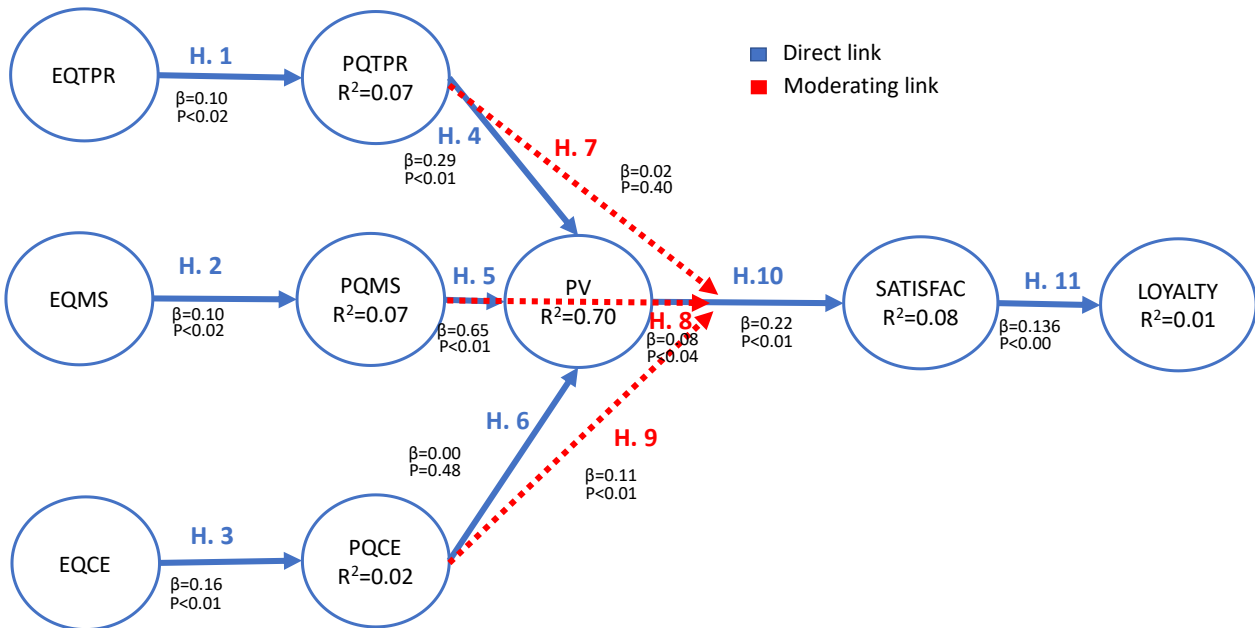 H. 1
EQTPR
β=0.10
P<0.02
PQTPR
R²=0.07
Direct link
Moderating link
H. 4
β=0.29
P<0.01
H. 7
β=0.02
P=0.40
H. 2
EQMS
β=0.10
P<0.02
PQMS
R²=0.07
H. 5
β=0.65
P<0.01
PV
R²=0.70
H. 8
β=0.08
P<0.04
H.10
β=0.22
P<0.01
SATISFAC
R²=0.08
H. 11
β=0.136
P<0.00
LOYALTY
R²=0.01
H. 6
β=0.00
P=0.48
H. 9
β=0.11
P<0.01
H. 3
EQCE
β=0.16
P<0.01
PQCE
R²=0.02